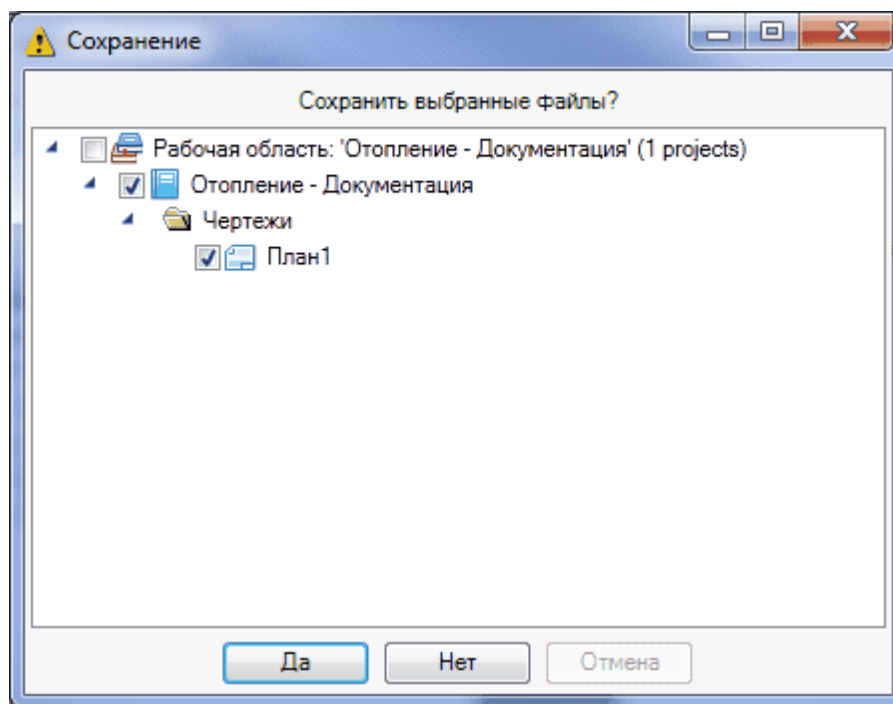 Сохранение
Сохранить выбранные файлы?
Рабочая область: 'Отопление - Документация' (1 projects)
Отопление - Документация
Чертежи
План1
Да Нет Отмена